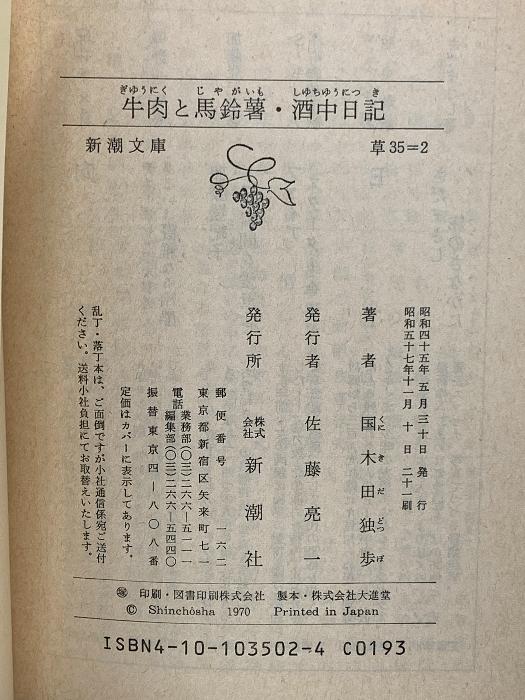 ぎゅうにく じゃがいも しゅちゅうにっき
牛肉と馬鈴薯・酒中日記
新潮文庫 草35=2
昭和四十五年五月三十日 発行
昭和五十七年十一月十日 二十一刷
著者 国木田独歩
くにきだどっぽ
発行者 佐藤亮一
発行所 株式会社 新潮社
郵便番号 一六二
東京都新宿区矢来町七一
電話 業務部(〇三)二六六―五一一一
編集部(〇三)二六六―五四四〇
振替東京四―八〇八番
定価はカバーに表示してあります。
乱丁・落丁本は、ご面倒ですが小社通信係宛ご送付
ください。送料小社負担にてお取替えいたします。
印刷・図書印刷株式会社 製本・株式会社大進堂
© Shinchôsha 1970 Printed in Japan
ISBN4-10-103502-4 C0193